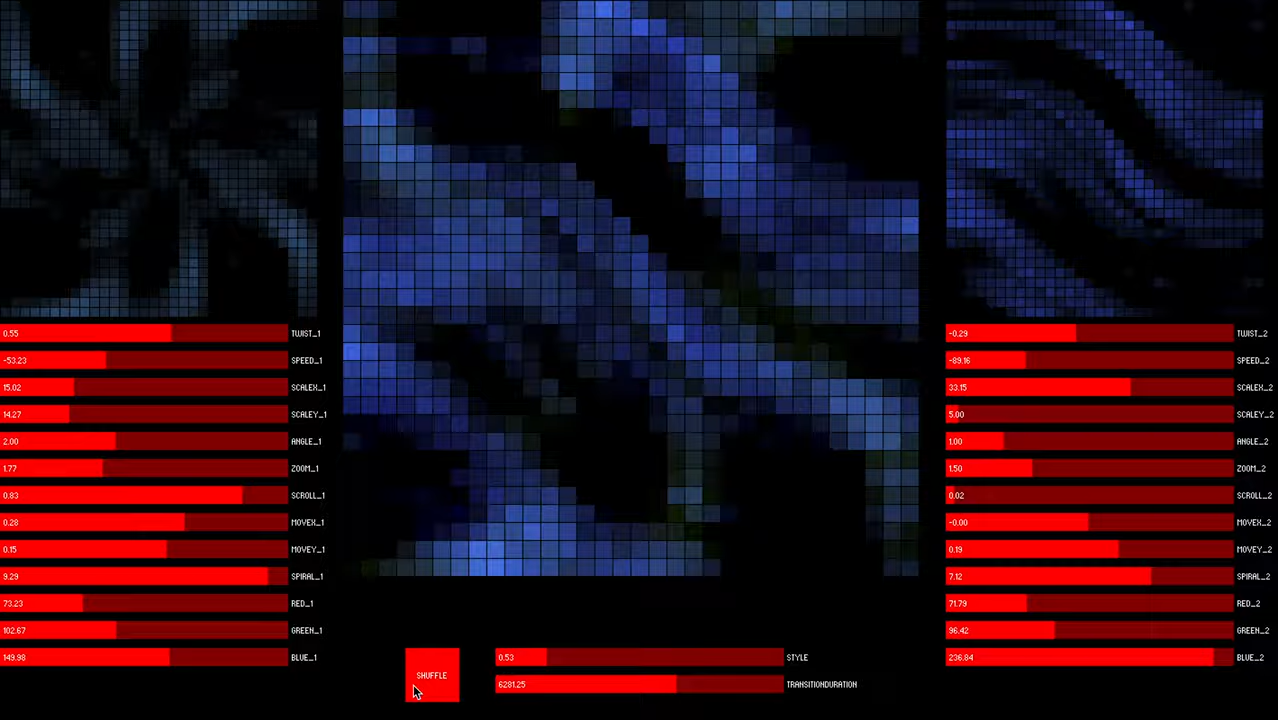 0.55 TWIST_1
-53.23 SPEED_1
15.02 SCALEX_1
14.27 SCALEY_1
2.00 ANGLE_1
1.77 ZOOM_1
0.83 SCROLL_1
0.28 MOVEX_1
0.15 MOVEY_1
9.29 SPIRAL_1
73.23 RED_1
102.67 GREEN_1
149.98 BLUE_1
SHUFFLE
0.53 STYLE
6281.25 TRANSITIONDURATION
-0.29 TWIST_2
-89.16 SPEED_2
33.15 SCALEX_2
5.00 SCALEY_2
1.00 ANGLE_2
1.50 ZOOM_2
0.02 SCROLL_2
-0.00 MOVEX_2
0.19 MOVEY_2
7.12 SPIRAL_2
71.79 RED_2
96.42 GREEN_2
236.84 BLUE_2